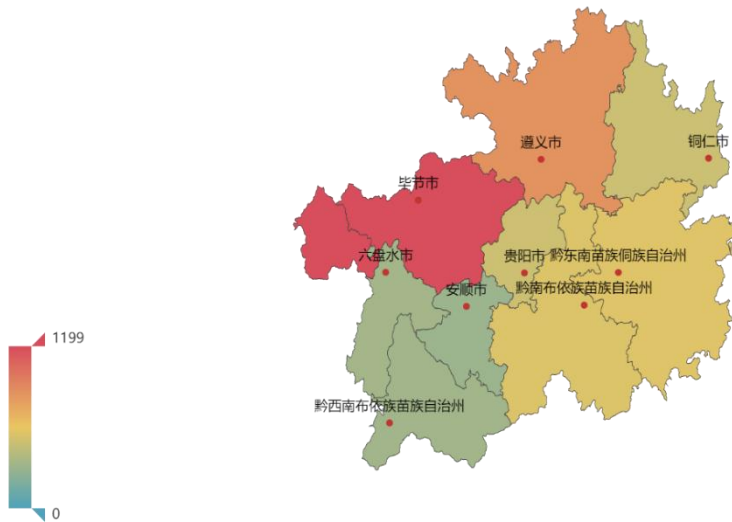 遵义市
铜仁市
毕节市
六盘水市
贵阳市
黔东南苗族侗族自治州
安顺市
黔南布依族苗族自治州
1199
黔西南布依族苗族自治州
0